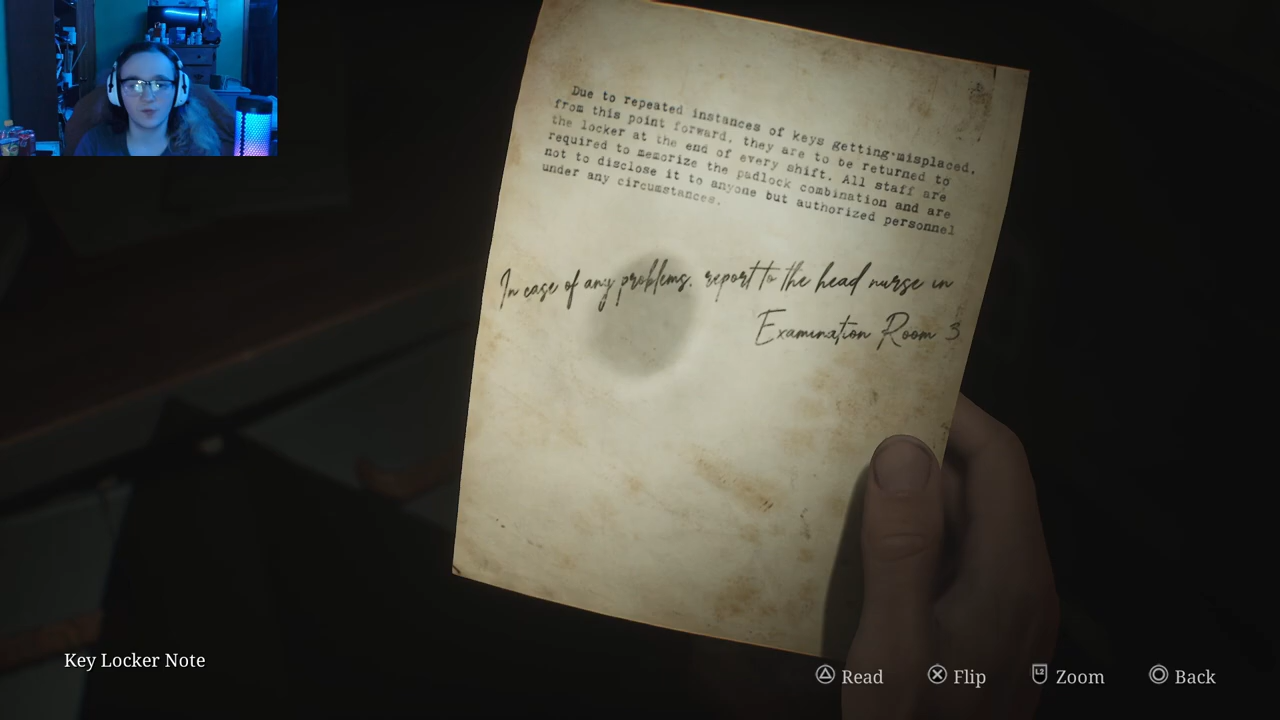 Due to repeated instances of keys getting misplaced,
from this point forward, they are to be returned to
the locker at the end of every shift. All staff are
required to memorize the padlock combination and are
not to disclose it to anyone but authorized personnel
under any circumstances.
In case of any problems, report to the head nurse in
Examination Room 3
Key Locker Note
Read Flip L2 Zoom Back